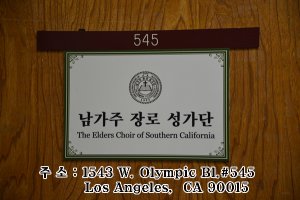 545
남가주 장로 성가단
The Elders Choir of Southern California
주 소 : 1543 W. Olympic Bl.#545
Los Angeles, CA 90015